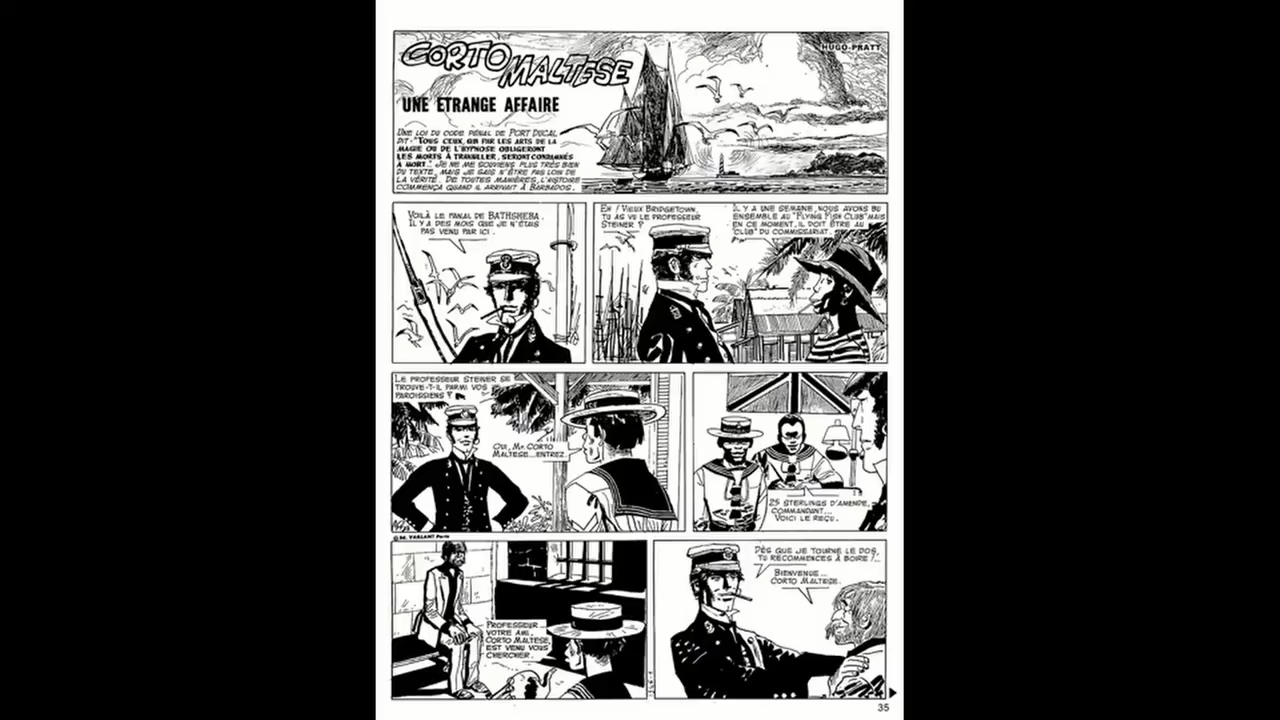 CORTO MALTESE
HUGO-PRATT
UNE ETRANGE AFFAIRE
UNE LOI DU CODE PÉNAL DE PORT DUCAL
DIT : "TOUS CEUX, QUI PAR LES ARTS DE LA
MAGIE OU DE L'HYPNOSE OBLIGERONT
LES MORTS À TRAVAILLER, SERONT CONDAMNÉS
À MORT". JE NE ME SOUVIENS PLUS TRÈS BIEN
DU TEXTE, MAIS JE SAIS N'ÊTRE PAS LOIN DE
LA VÉRITÉ. DE TOUTES MANIÈRES, L'HISTOIRE
COMMENÇA QUAND IL ARRIVAIT À BARBADOS.
VOILÀ LE FANAL DE BATHSHEBA.
IL Y A DES MOIS QUE JE N'ÉTAIS
PAS VENU PAR ICI.
EH ! VIEUX BRIDGETOWN,
TU AS VU LE PROFESSEUR
STEINER ?
IL Y A UNE SEMAINE, NOUS AVONS BU
ENSEMBLE AU "FLYING FISH CLUB" MAIS
EN CE MOMENT, IL DOIT ÊTRE AU
"CLUB" DU COMMISSARIAT.
LE PROFESSEUR STEINER SE
TROUVE-T-IL PARMI VOS
PAROISSIENS ?
OUI, Mr. CORTO
MALTESE...ENTREZ.
25 STERLINGS D'AMENDE,
COMMANDANT...
VOICI LE REÇU.
© Ed. VAILLANT Paris
PROFESSEUR...
VOTRE AMI,
CORTO MALTESE,
EST VENU VOUS
CHERCHER.
DÈS QUE JE TOURNE LE DOS,
TU RECOMMENCES À BOIRE !...
BIENVENUE...
CORTO MALTESE.
35